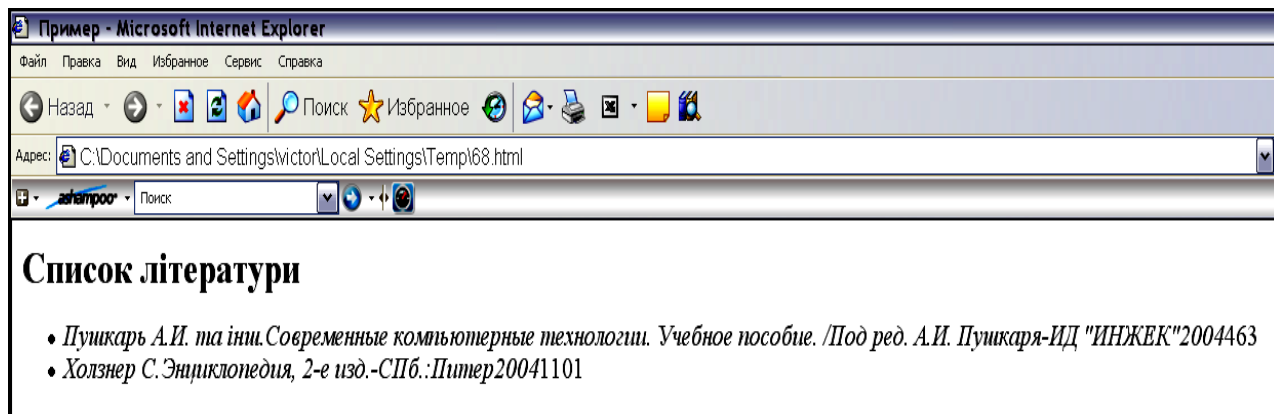 Пример - Microsoft Internet Explorer
Файл Правка Вид Избранное Сервис Справка
Назад Поиск Избранное
Адрес: C:\Documents and Settings\victor\Local Settings\Temp\68.html
ashampoo Поиск
Список літератури
• Пушкарь А.И. та інш.Современные компьютерные технологии. Учебное пособие. /Под ред. А.И. Пушкаря-ИД "ИНЖЕК"2004463
• Холзнер С.Энциклопедия, 2-е изд.-СПб.:Питер20041101